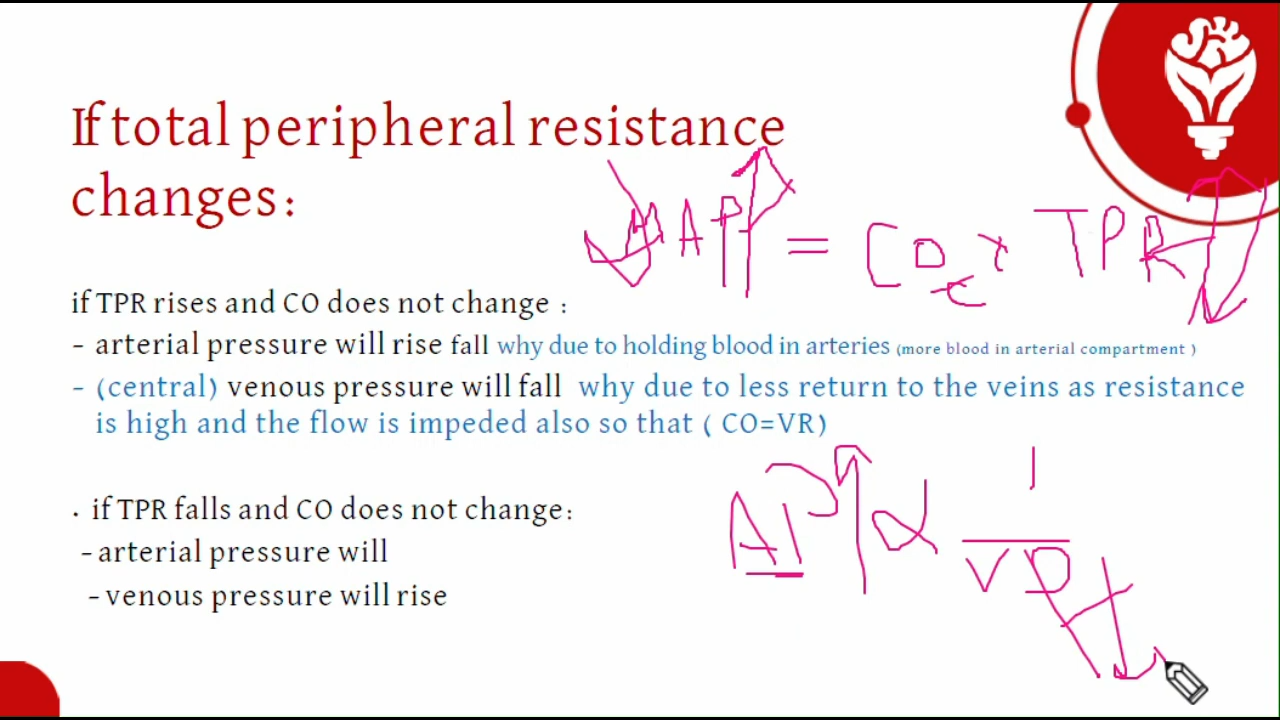 If total peripheral resistance
changes:
MAP = CO x TPR
if TPR rises and CO does not change :
- arterial pressure will rise fall why due to holding blood in arteries (more blood in arterial compartment )
- (central) venous pressure will fall why due to less return to the veins as resistance
is high and the flow is impeded also so that ( CO=VR)
AP ∝ 1
VP
· if TPR falls and CO does not change:
- arterial pressure will
- venous pressure will rise